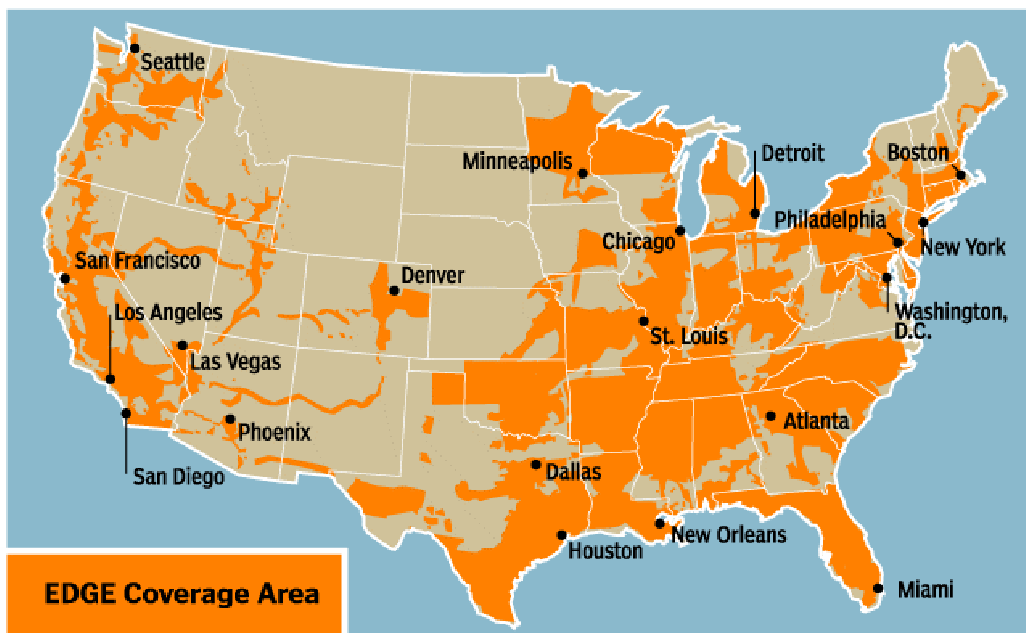 Seattle
Minneapolis
Detroit
Boston
Philadelphia
Chicago
New York
San Francisco
Denver
Los Angeles
Washington,
D.C.
St. Louis
Las Vegas
Phoenix
Atlanta
San Diego
Dallas
New Orleans
Houston
Miami
EDGE Coverage Area